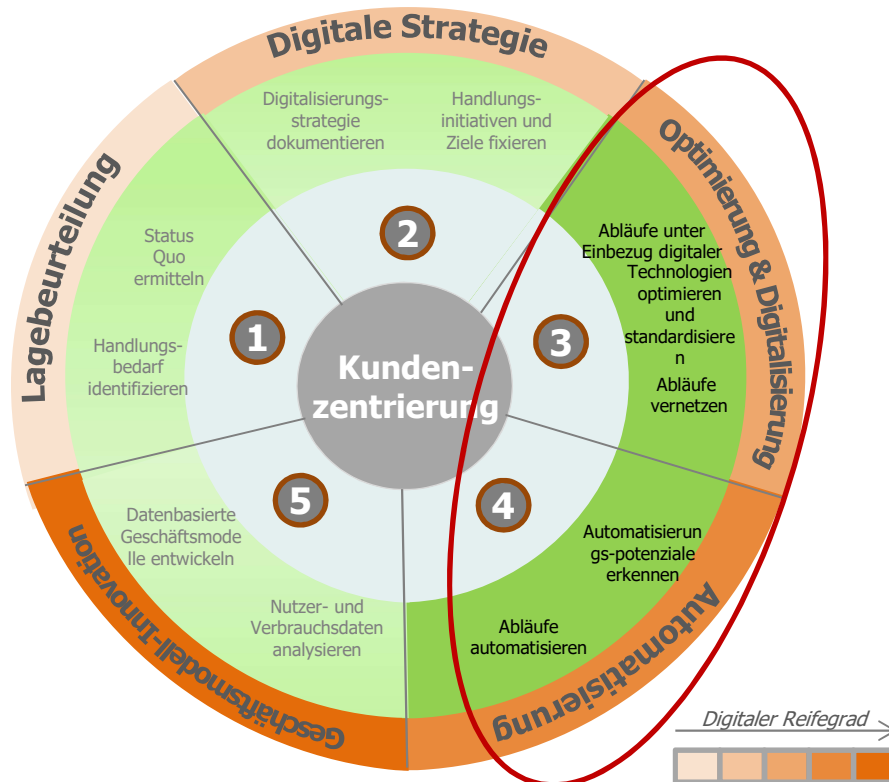 Digitale Strategie
Digitalisierungs-
strategie
dokumentieren
Handlungs-
initiativen und
Ziele fixieren
2
Optimierung & Digitalisierung
Abläufe unter
Einbezug digitaler
Technologien
optimieren
und
standardisiere
n
Abläufe
vernetzen
3
Lagebeurteilung
Status
Quo
ermitteln
Handlungs-
bedarf
identifizieren
1
Kunden-
zentrierung
4
Automatisierun
gs-potenziale
erkennen
Abläufe
automatisieren
Automatisierung
5
Datenbasierte
Geschäftsmode
lle entwickeln
Nutzer- und
Verbrauchsdaten
analysieren
Geschäftsmodell-Innovation
Digitaler Reifegrad